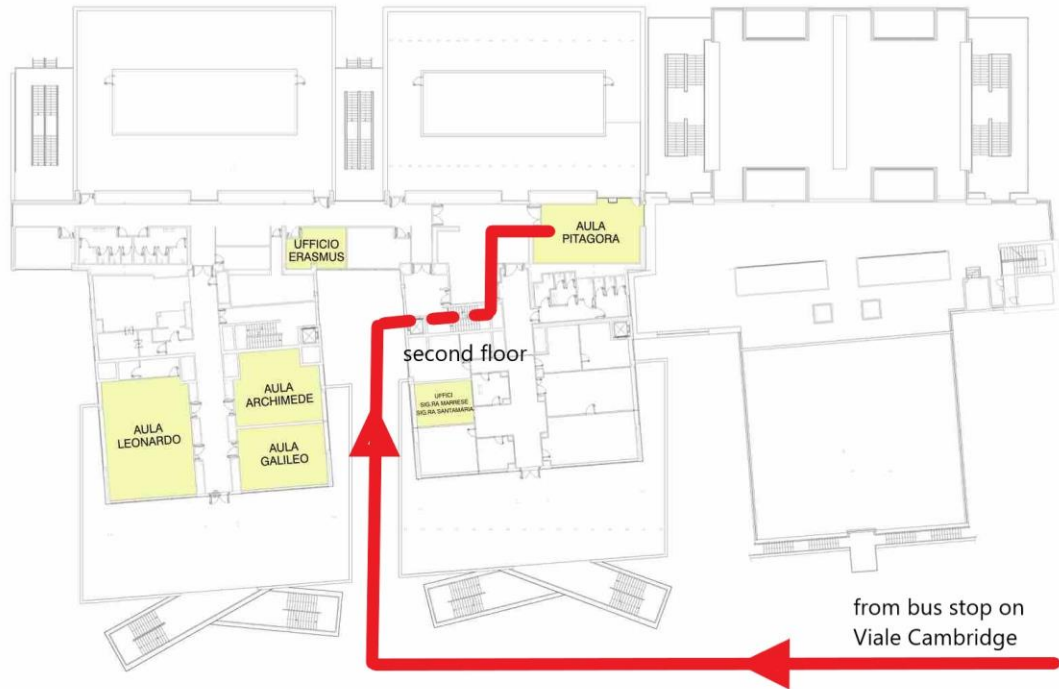 AULA
PITAGORA
UFFICIO
ERASMUS
second floor
AULA
ARCHIMEDE
UFFICI
SIG.RA MARRESE
SIG.RA SANTAMARIA
AULA
LEONARDO
AULA
GALILEO
from bus stop on
Viale Cambridge